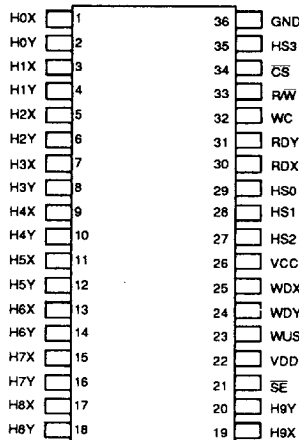 H0X 1 36 GND
H0Y 2 35 HS3
H1X 3 34 CS
H1Y 4 33 R/W
H2X 5 32 WC
H2Y 6 31 RDY
H3X 7 30 RDX
H3Y 8 29 HS0
H4X 9 28 HS1
H4Y 10 27 HS2
H5X 11 26 VCC
H5Y 12 25 WDX
H6X 13 24 WDY
H6Y 14 23 WUS
H7X 15 22 VDD
H7Y 16 21 SE
H8X 17 20 H9Y
H8Y 18 19 H9X